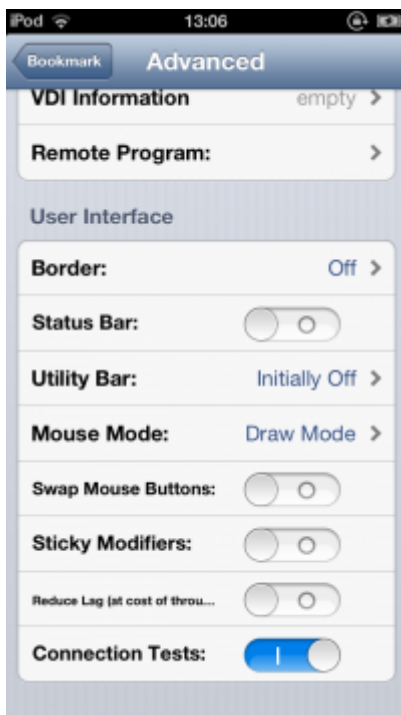 iPod 13:06
Bookmark Advanced
VDI Information empty
Remote Program:
User Interface
Border: Off
Status Bar:
Utility Bar: Initially Off
Mouse Mode: Draw Mode
Swap Mouse Buttons:
Sticky Modifiers:
Reduce Lag (at cost of throu...
Connection Tests: